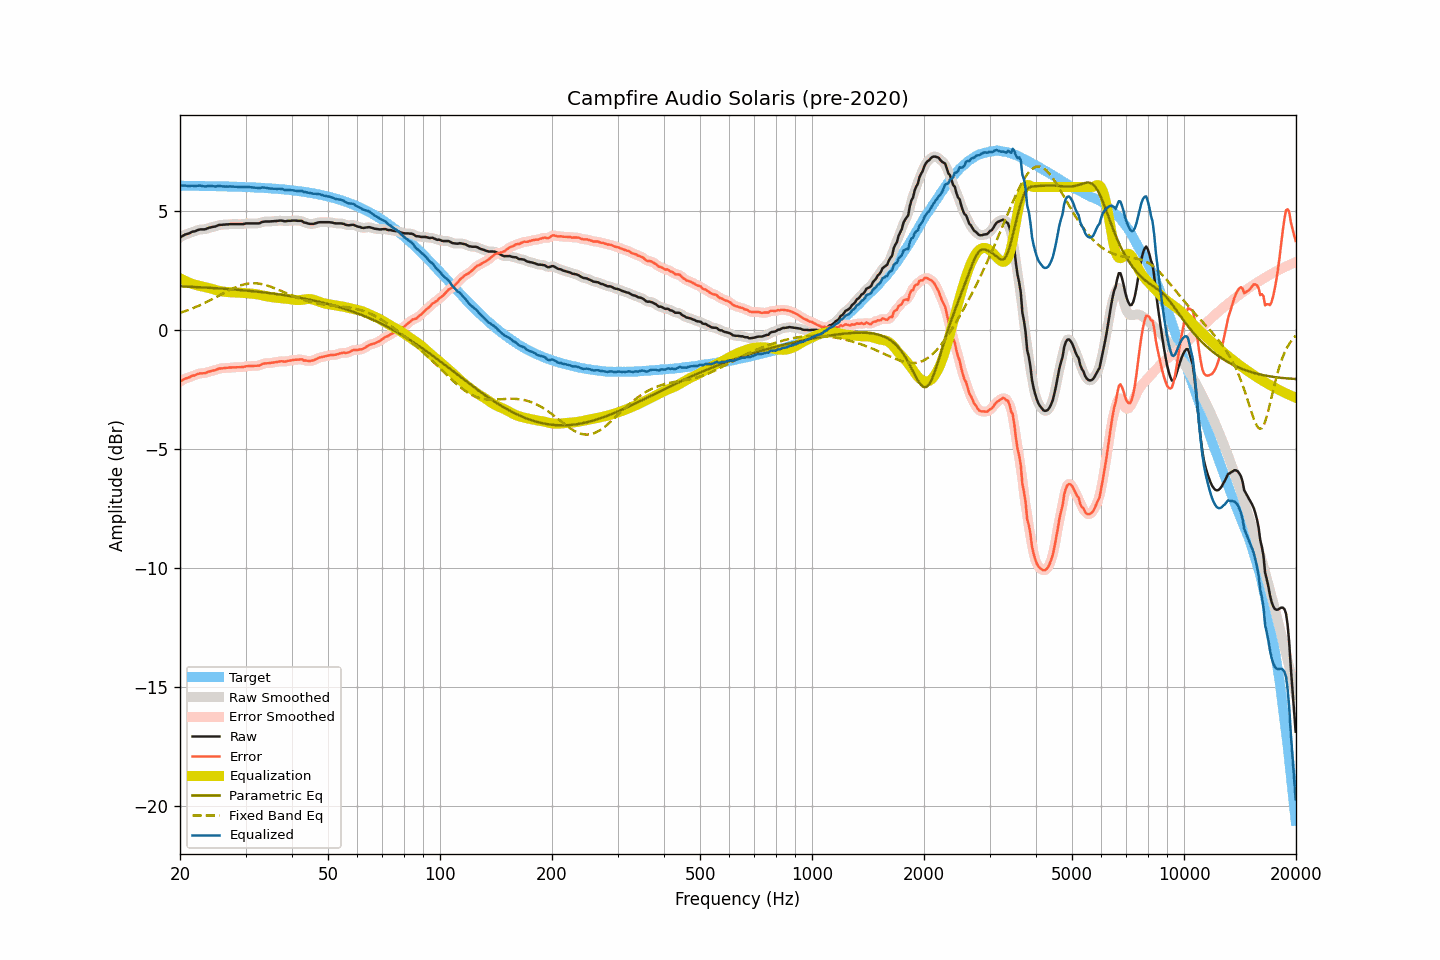 Campfire Audio Solaris (pre-2020)
Amplitude (dBr)
5
0
−5
−10
−15
−20
Target
Raw Smoothed
Error Smoothed
Raw
Error
Equalization
Parametric Eq
Fixed Band Eq
Equalized
20 50 100 200 500 1000 2000 5000 10000 20000
Frequency (Hz)